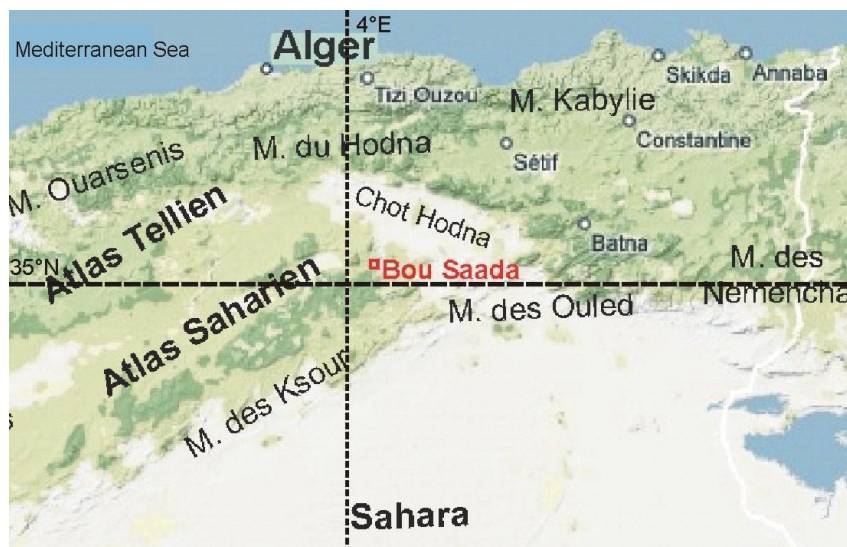 4°E
Mediterranean Sea
Alger
Tizi Ouzou
Skikda
Annaba
M. Kabylie
Constantine
M. du Hodna
Sétif
M. Ouarsenis
Atlas Tellien
Chot Hodna
Batna
35°N
Bou Saada
M. des
Nemencha
Atlas Saharien
M. des Ouled
M. des Ksour
Sahara